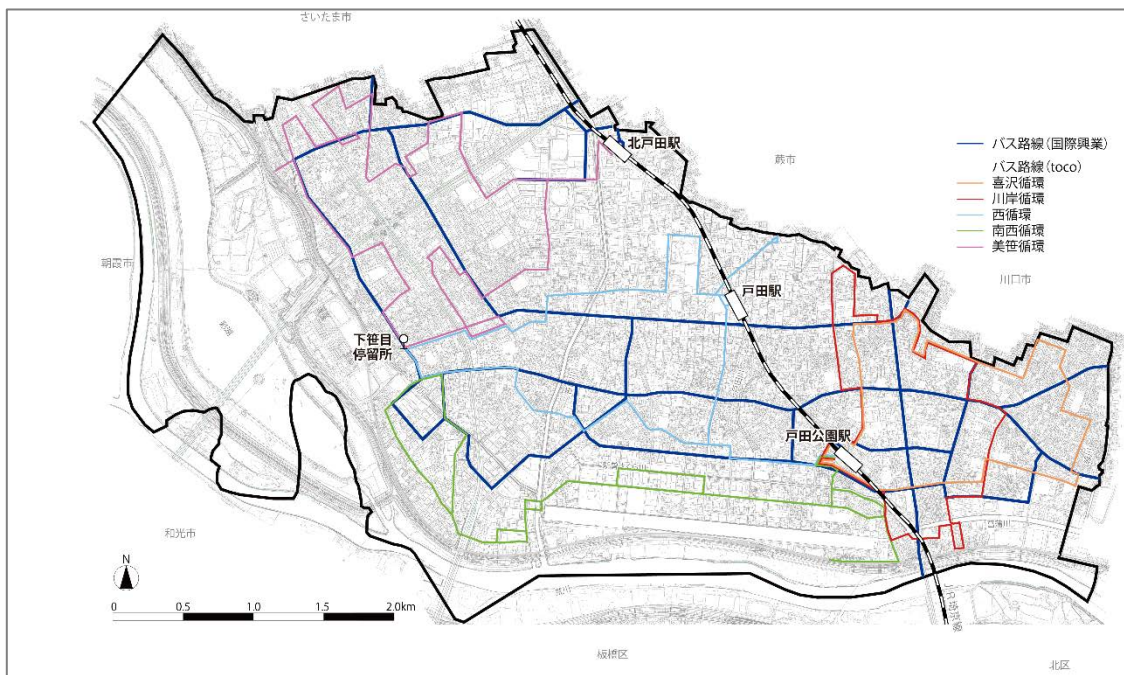 さいたま市
北戸田駅
蕨市
バス路線(国際興業)
バス路線(toco)
喜沢循環
川岸循環
西循環
南西循環
美笹循環
朝霞市
川口市
戸田駅
下笹目
停留所
戸田公園駅
和光市
N
0 0.5 1.0 1.5 2.0km
板橋区
北区